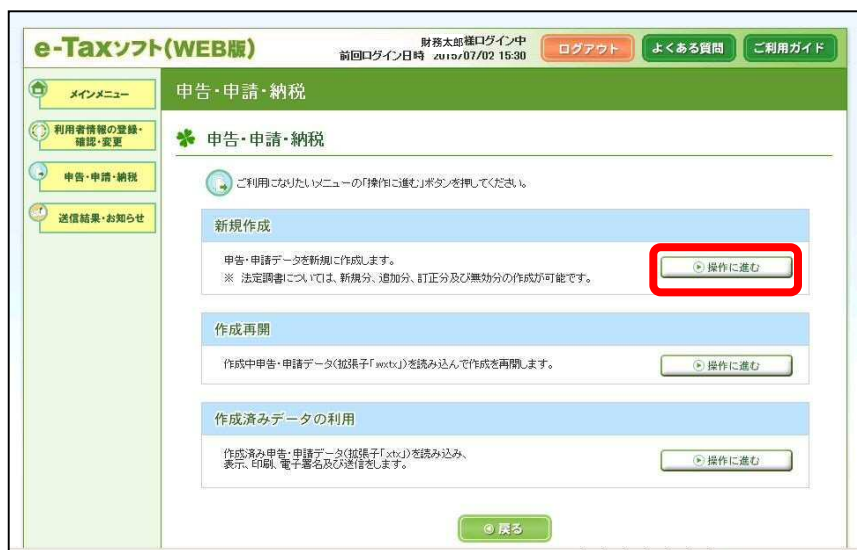 e-Taxソフト(WEB版)
財務太郎様ログイン中
前回ログイン日時 2015/07/02 15:30
ログアウト
よくある質問
ご利用ガイド
メインメニュー
利用者情報の登録・
確認・変更
申告・申請・納税
送信結果・お知らせ
申告・申請・納税
申告・申請・納税
ご利用になりたいメニューの「操作に進む」ボタンを押してください。
新規作成
申告・申請データを新規に作成します。
※ 法定調書については、新規分、追加分、訂正分及び無効分の作成が可能です。
操作に進む
作成再開
作成中申告・申請データ(拡張子「wxtx」)を読み込んで作成を再開します。
操作に進む
作成済みデータの利用
作成済み申告・申請データ(拡張子「xtx」)を読み込み、
表示、印刷、電子署名及び送信をします。
操作に進む
戻る